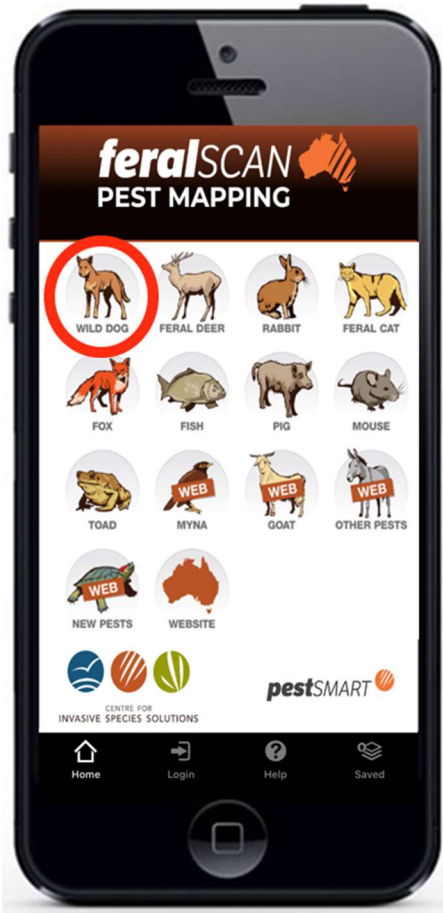 feralSCAN
PEST MAPPING
WILD DOG
FERAL DEER
RABBIT
FERAL CAT
FOX
FISH
PIG
MOUSE
TOAD
WEB
MYNA
WEB
GOAT
WEB
OTHER PESTS
WEB
NEW PESTS
WEBSITE
CENTRE FOR
INVASIVE SPECIES SOLUTIONS
pestSMART
Home
Login
?
Help
Saved